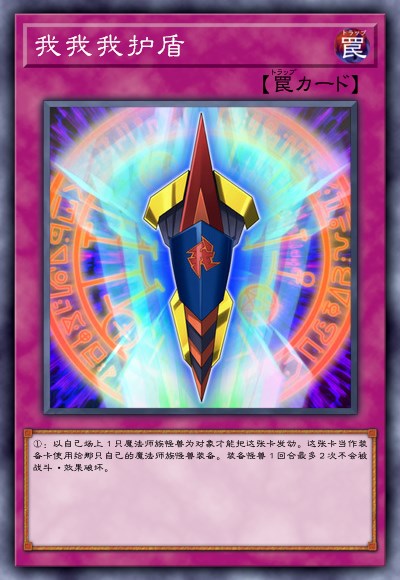 我我我护盾
トラップ
罠
トラップ
【罠カード】
①：以自己场上1只魔法师族怪兽为对象才能把这张卡发动。这张卡当作装
备卡使用给那只自己的魔法师族怪兽装备。装备怪兽1回合最多2次不会被
战斗·效果破坏。